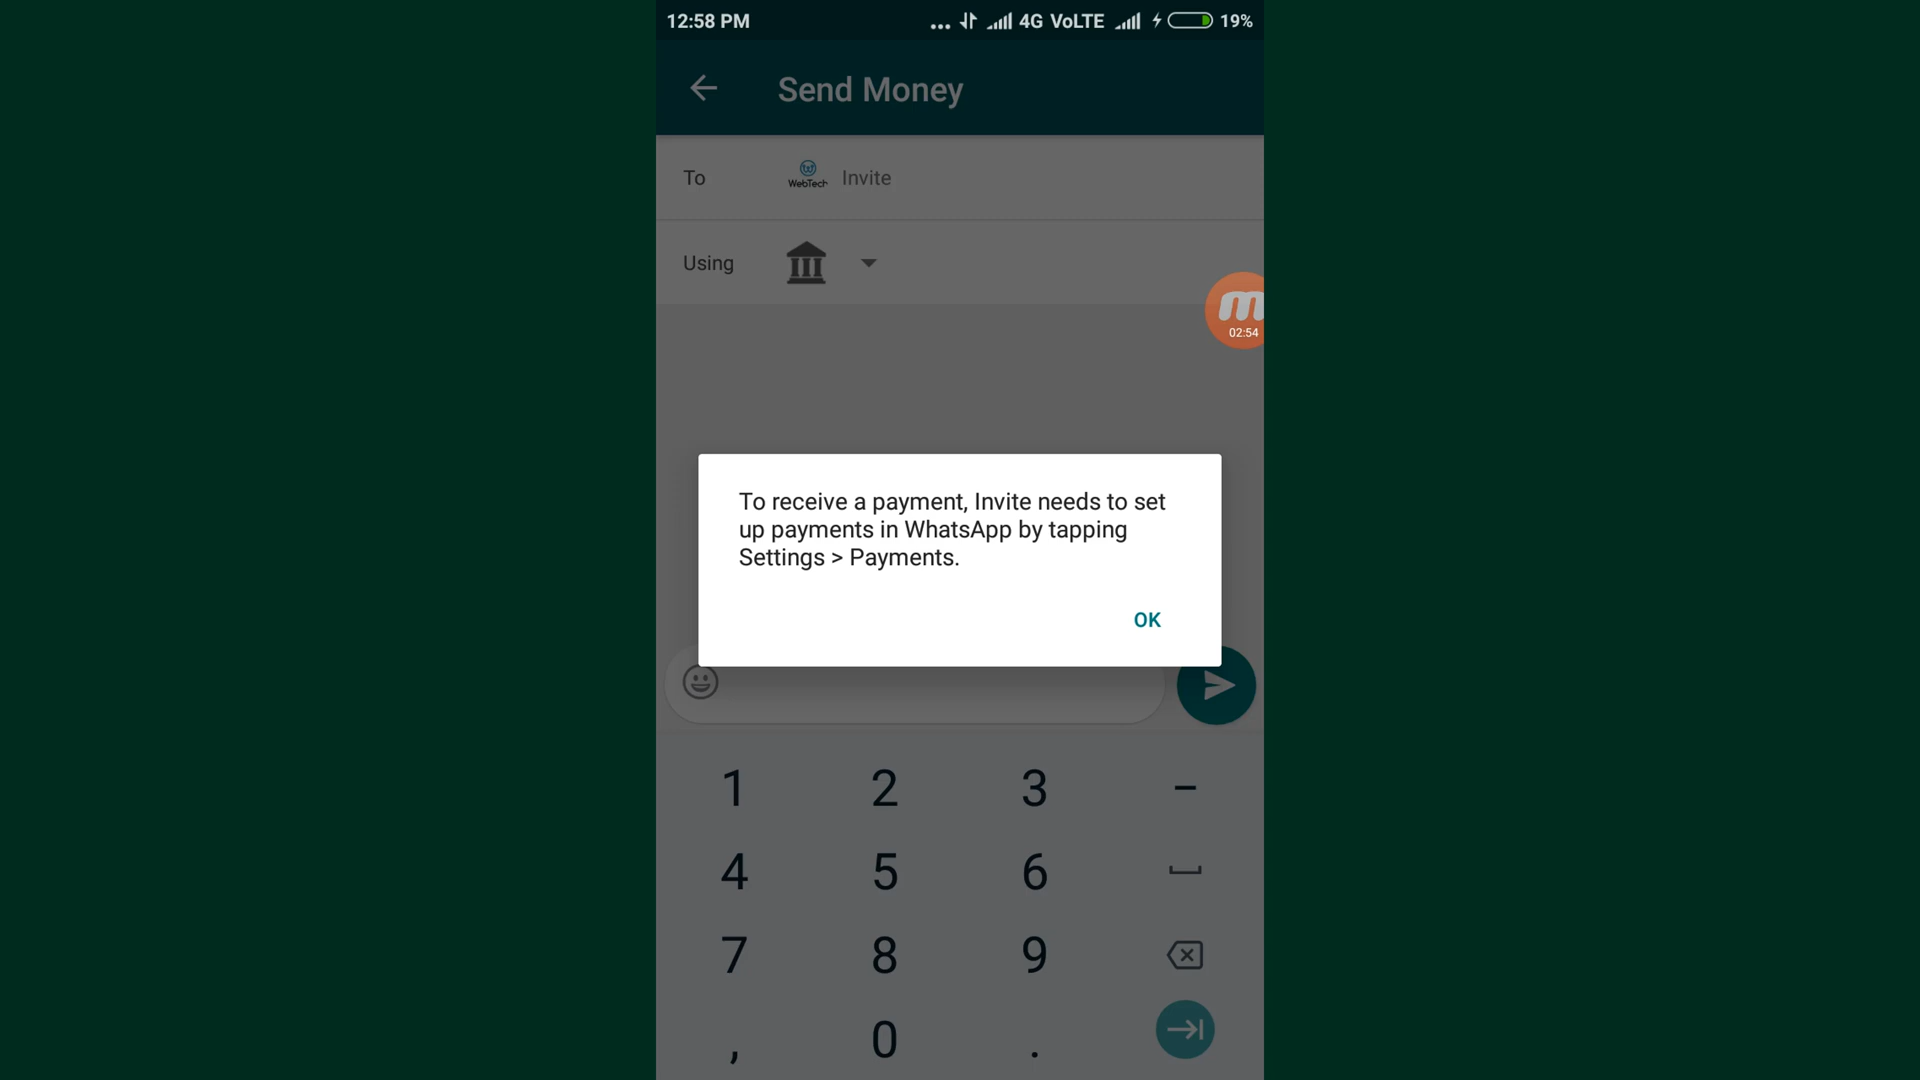 12:58 PM
... 4G VoLTE 19%
Send Money
To WebTech Invite
Using
m
02:54
To receive a payment, Invite needs to set
up payments in WhatsApp by tapping
Settings > Payments.
OK
1 2 3 –
4 5 6
7 8 9
, 0 .